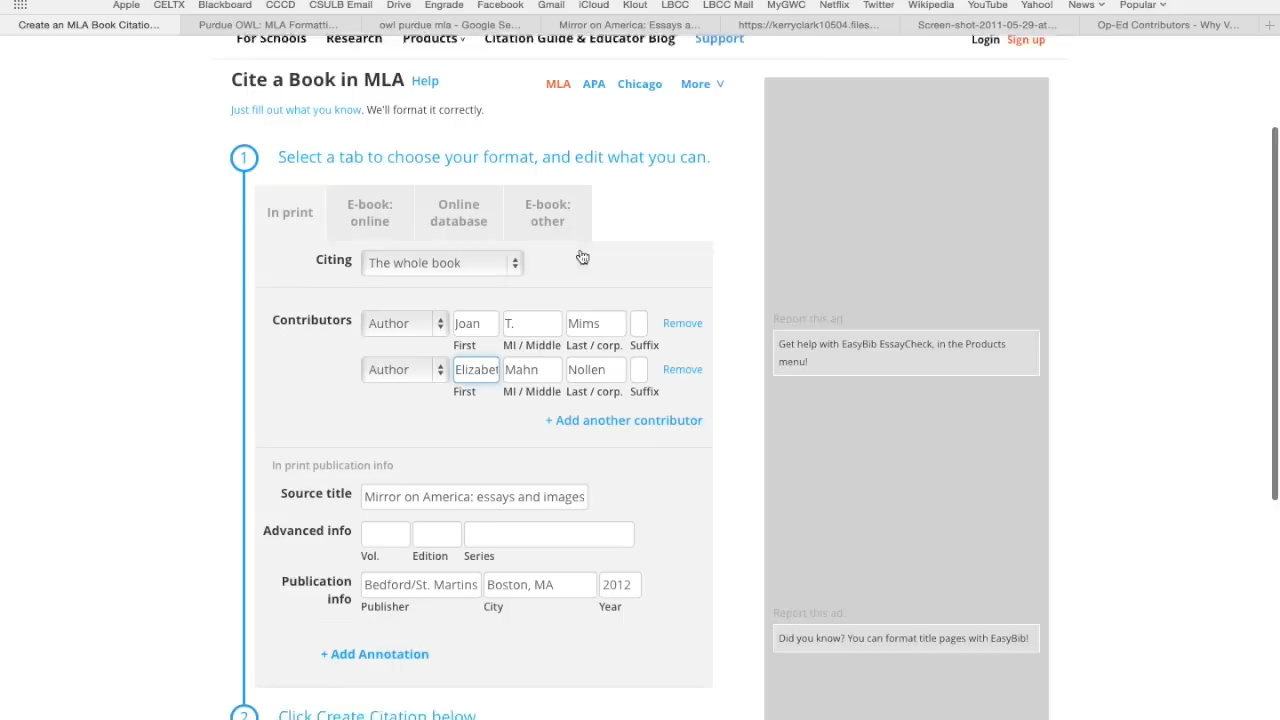 Apple CETLX Blackboard CCCD CSULB Email Drive Engrade Facebook Gmail iCloud Klout LBCC LBCC Mail MyGWC Netflix Twitter Wikipedia YouTube Yahoo! News Popular
Create an MLA Book Citatio... Purdue OWL: MLA Formatti... owl purdue mla - Google Se... Mirror on America: Essays a... https://kerryclark10504.files... Screen-shot-2011-05-29-at... Op-Ed Contributors - Why V...
For Schools Research Products Citation Guide & Educator Blog Support Login Sign up
Cite a Book in MLA Help MLA APA Chicago More
Just fill out what you know. We'll format it correctly.
1 Select a tab to choose your format, and edit what you can.
In print E-book: online Online database E-book: other
Citing The whole book
Contributors Author Joan T. Mims Remove
First MI / Middle Last / corp. Suffix
Author Elizabet Mahn Nollen Remove
First MI / Middle Last / corp. Suffix
+ Add another contributor
In print publication info
Source title Mirror on America: essays and images
Advanced info
Vol. Edition Series
Publication info Bedford/St. Martins Boston, MA 2012
Publisher City Year
+ Add Annotation
2 Click Create Citation below
Report this ad
Get help with EasyBib EssayCheck, in the Products
menu!
Report this ad
Did you know? You can format title pages with EasyBib!